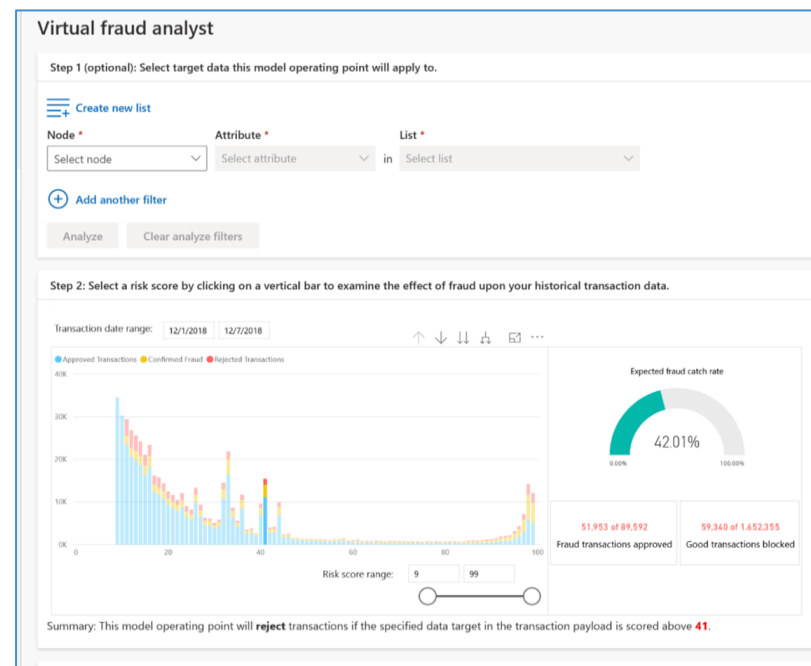 Virtual fraud analyst
Step 1 (optional): Select target data this model operating point will apply to.
Create new list
Node * Attribute * List *
Select node Select attribute in Select list
Add another filter
Analyze Clear analyze filters
Step 2: Select a risk score by clicking on a vertical bar to examine the effect of fraud upon your historical transaction data.
Transaction date range: 12/1/2018 12/7/2018
Approved Transactions Confirmed Fraud Rejected Transactions
40K
30K
20K
10K
0K
0 20 40 60 80 100
Risk score range: 9 99
Expected fraud catch rate
42.01%
0.00% 100.00%
51,953 of 89,592
Fraud transactions approved
59,340 of 1,652,355
Good transactions blocked
Summary: This model operating point will reject transactions if the specified data target in the transaction payload is scored above 41.